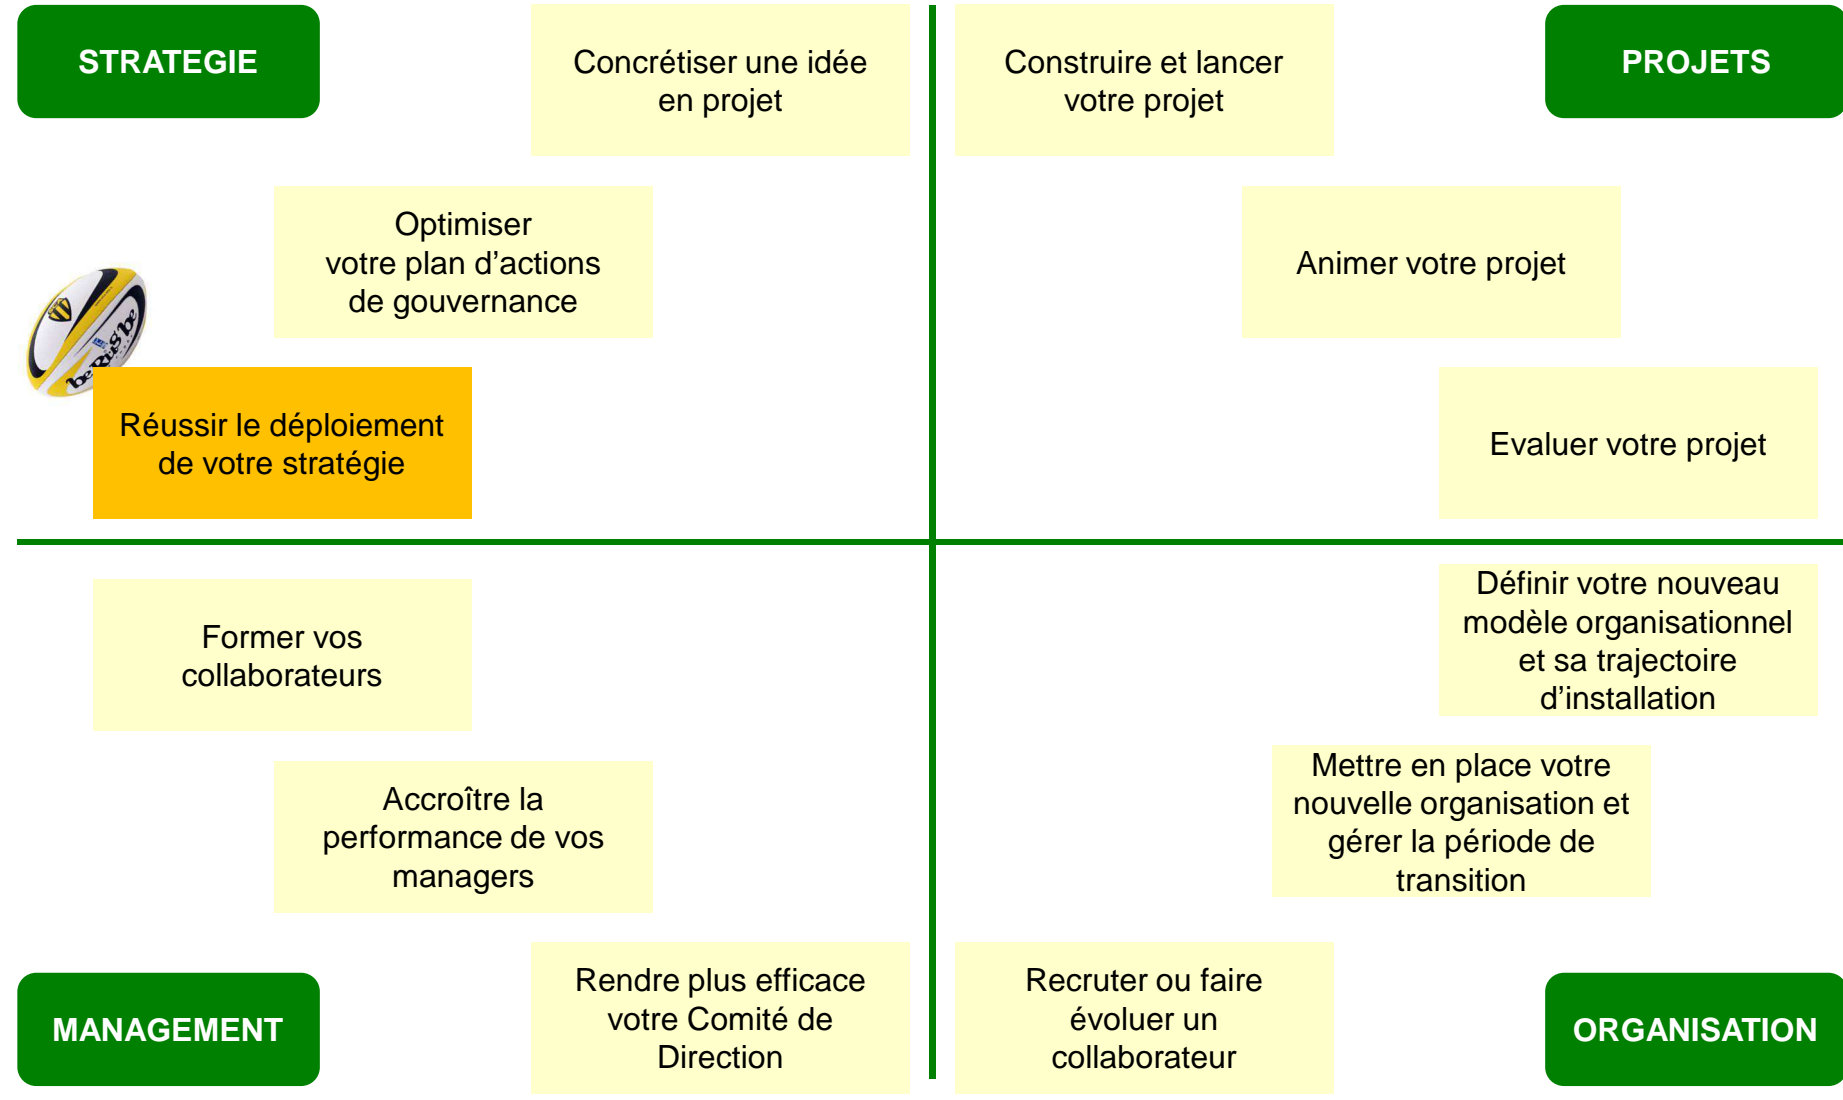 STRATEGIE
Concrétiser une idée
en projet
Construire et lancer
votre projet
PROJETS
Optimiser
votre plan d’actions
de gouvernance
Animer votre projet
beRugbe
Réussir le déploiement
de votre stratégie
Evaluer votre projet
Former vos
collaborateurs
Définir votre nouveau
modèle organisationnel
et sa trajectoire
d’installation
Accroître la
performance de vos
managers
Mettre en place votre
nouvelle organisation et
gérer la période de
transition
MANAGEMENT
Rendre plus efficace
votre Comité de
Direction
Recruter ou faire
évoluer un
collaborateur
ORGANISATION